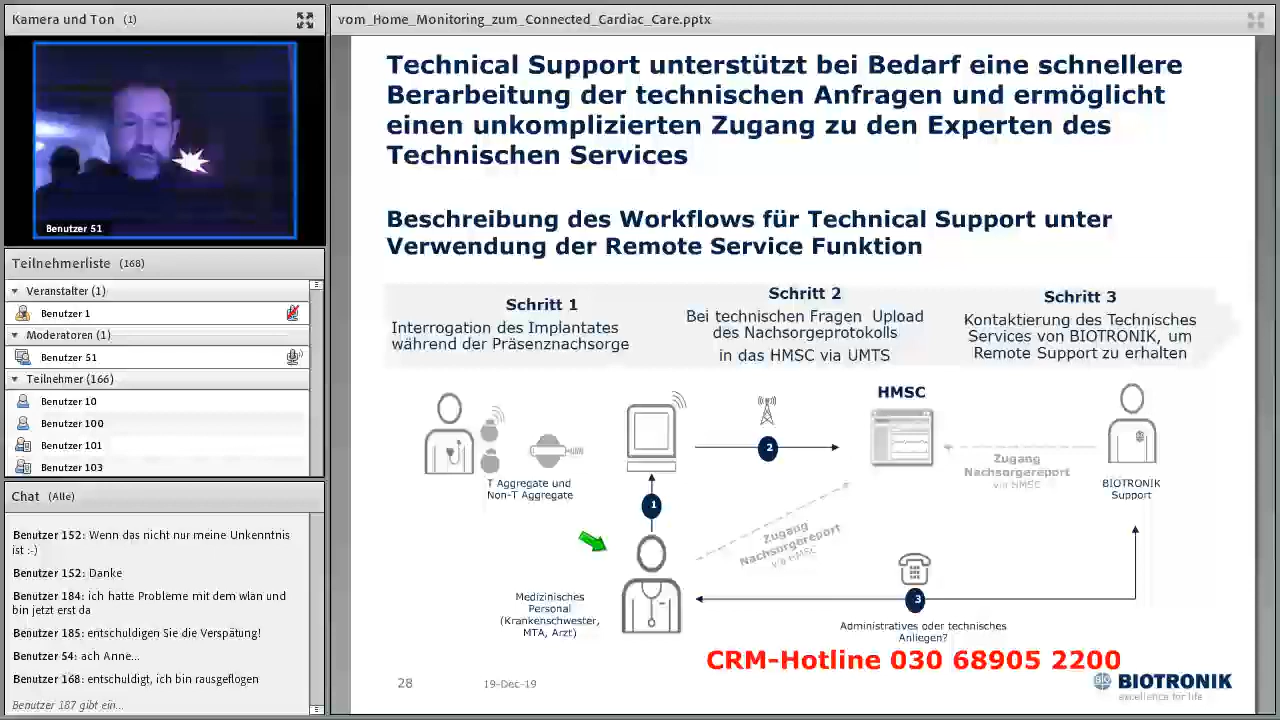 Kamera und Ton (1)
Benutzer 51
Teilnehmerliste (168)
Veranstalter (1)
Benutzer 1
Moderatoren (1)
Benutzer 51
Teilnehmer (166)
Benutzer 10
Benutzer 100
Benutzer 101
Benutzer 103
Chat (Alle)
Benutzer 152: Wenn das nicht nur meine Unkenntnis
ist :-)
Benutzer 152: Danke
Benutzer 184: ich hatte Probleme mit dem wlan und
bin jetzt erst da
Benutzer 185: entschuldigen Sie die Verspätung!
Benutzer 54: ach Anne...
Benutzer 168: entschuldigt, ich bin rausgeflogen
Benutzer 187 gibt ein...
vom_Home_Monitoring_zum_Connected_Cardiac_Care.pptx
Technical Support unterstützt bei Bedarf eine schnellere
Berarbeitung der technischen Anfragen und ermöglicht
einen unkomplizierten Zugang zu den Experten des
Technischen Services
Beschreibung des Workflows für Technical Support unter
Verwendung der Remote Service Funktion
Schritt 1
Interrogation des Implantates
während der Präsenznachsorge
Schritt 2
Bei technischen Fragen Upload
des Nachsorgeprotokolls
in das HMSC via UMTS
Schritt 3
Kontaktierung des Technisches
Services von BIOTRONIK, um
Remote Support zu erhalten
T Aggregate und
Non-T Aggregate
2
HMSC
Zugang
Nachsorgereport
via HMSC
BIOTRONIK
Support
1
Zugang
Nachsorgereport
via HMSC
Medizinisches
Personal
(Krankenschwester,
MTA, Arzt)
3
Administratives oder technisches
Anliegen?
CRM-Hotline 030 68905 2200
28
19-Dec-19
BIO
BIOTRONIK
excellence for life